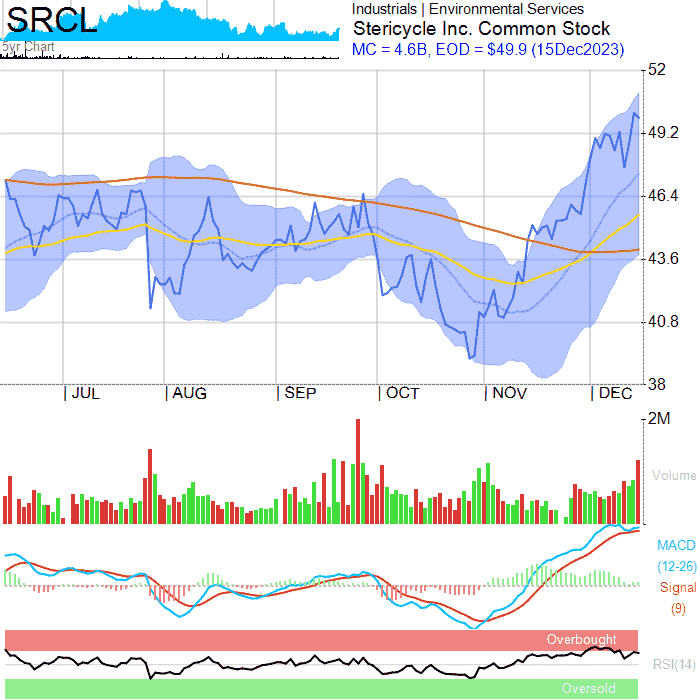 SRCL
5yr Chart
Industrials | Environmental Services
Stericycle Inc. Common Stock
MC = 4.6B, EOD = $49.9 (15Dec2023)
52
49.2
46.4
43.6
40.8
38
| JUL | AUG | SEP | OCT | NOV | DEC
2M
Volume
MACD
(12-26)
Signal
(9)
Overbought
RSI(14)
Oversold